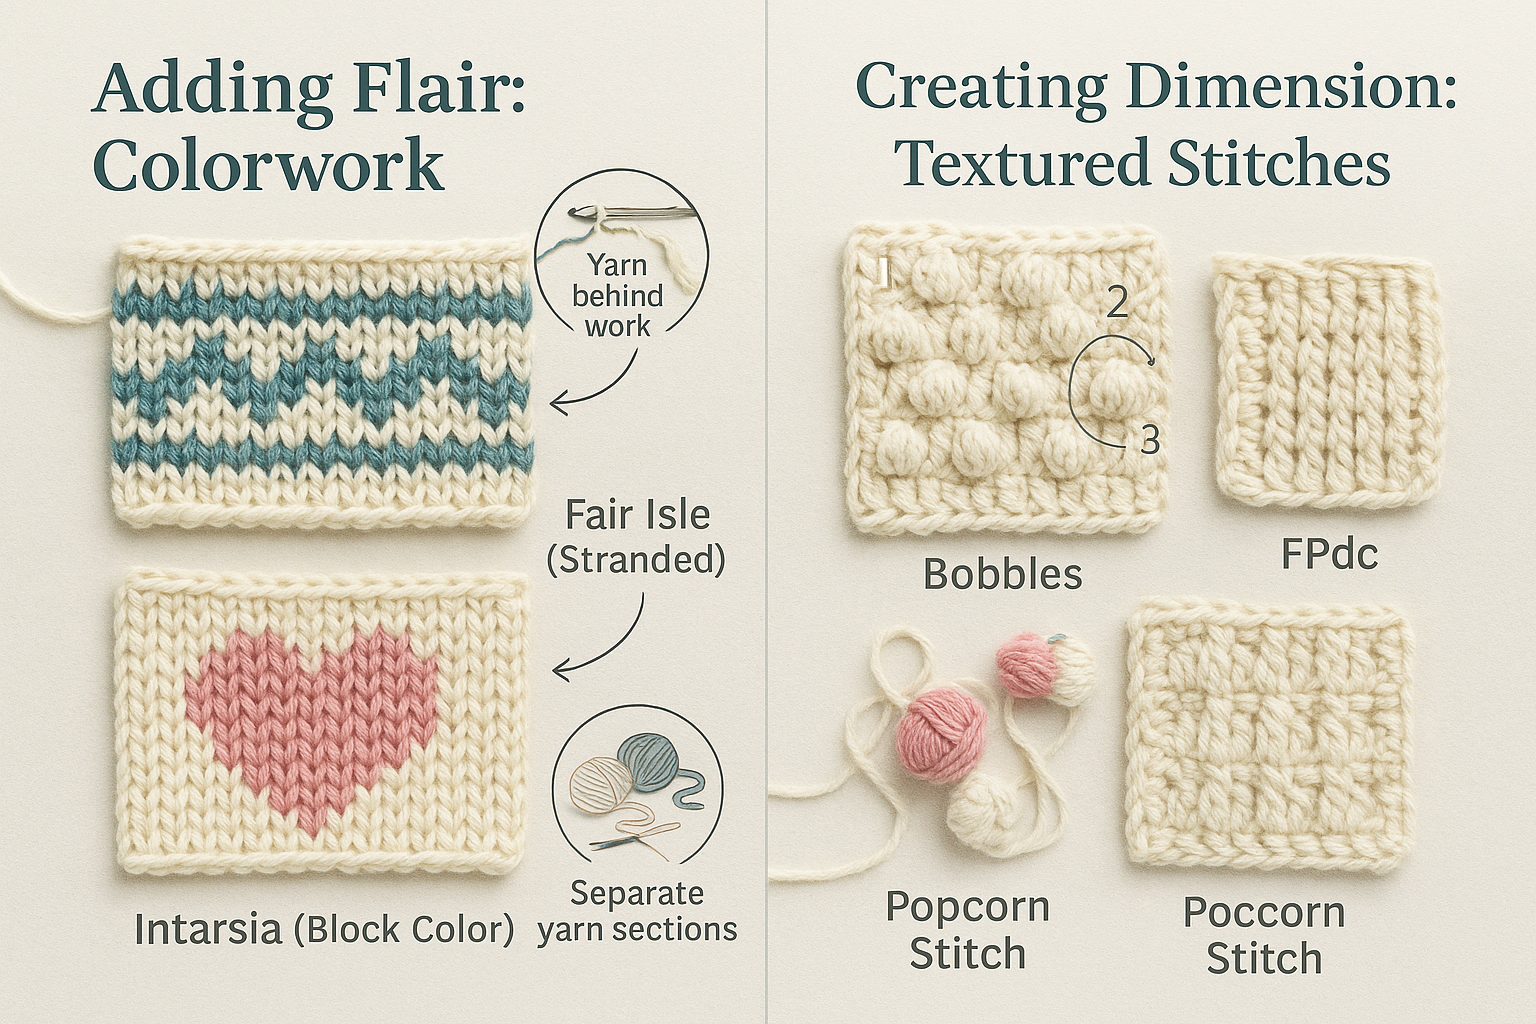 Adding Flair:
Colorwork
Yarn
behind
work
Fair Isle
(Stranded)
Intarsia (Block Color)
Separate
yarn sections
Creating Dimension:
Textured Stitches
1
2
3
Bobbles
FPdc
Popcorn
Stitch
Poccorn
Stitch